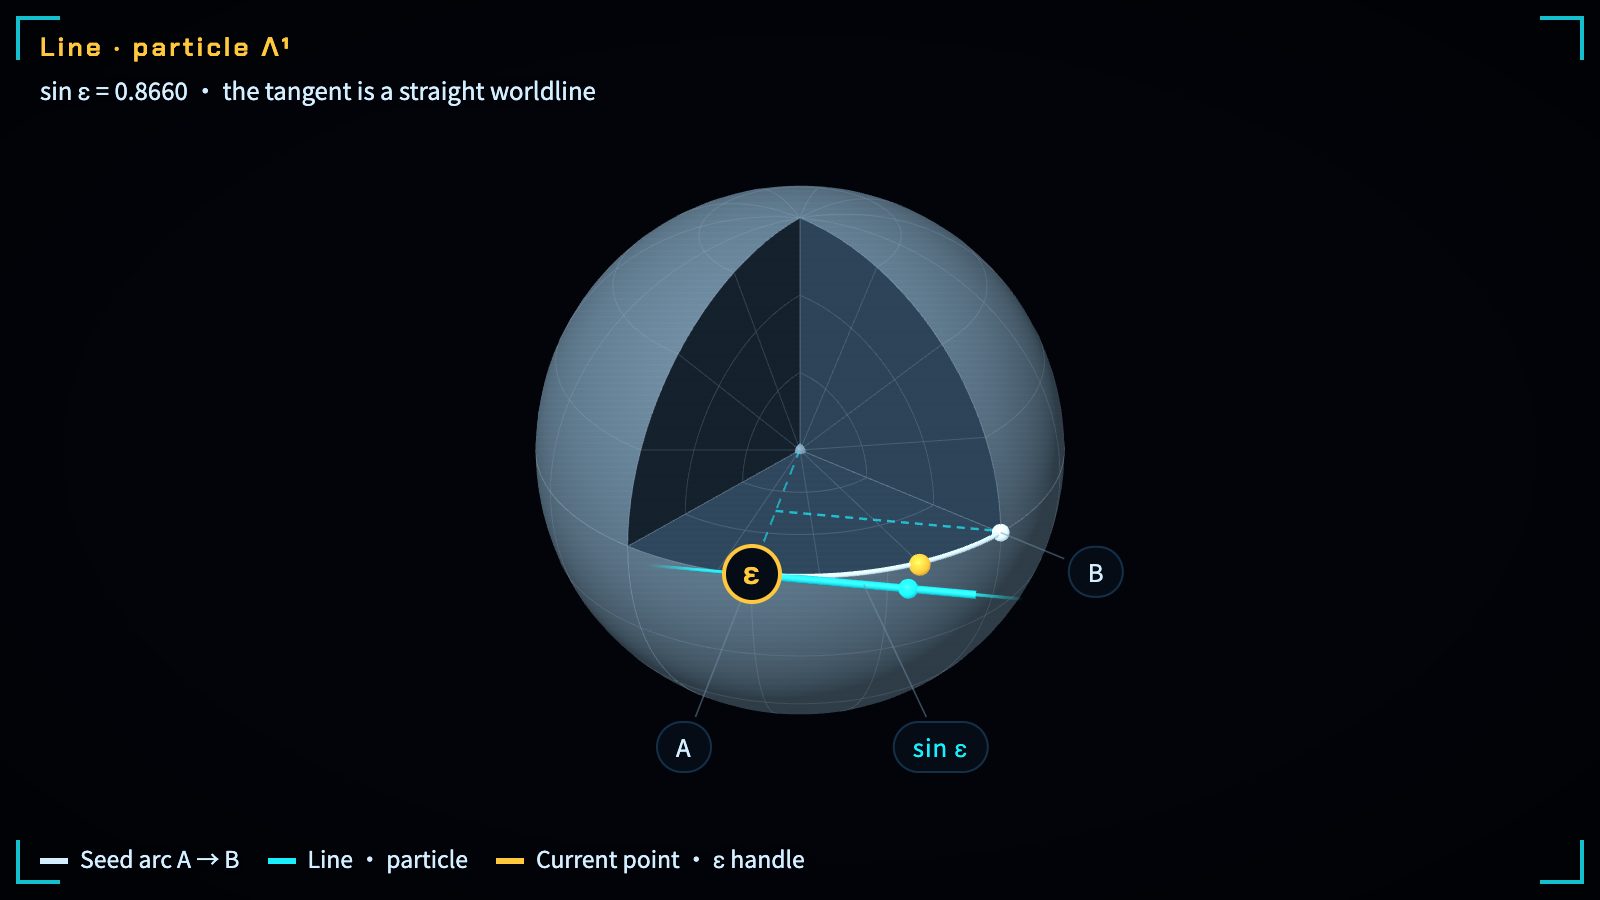 Line · particle Λ¹
sin ε = 0.8660 • the tangent is a straight worldline
ε
B
A
sin ε
Seed arc A → B
Line • particle
Current point • ε handle